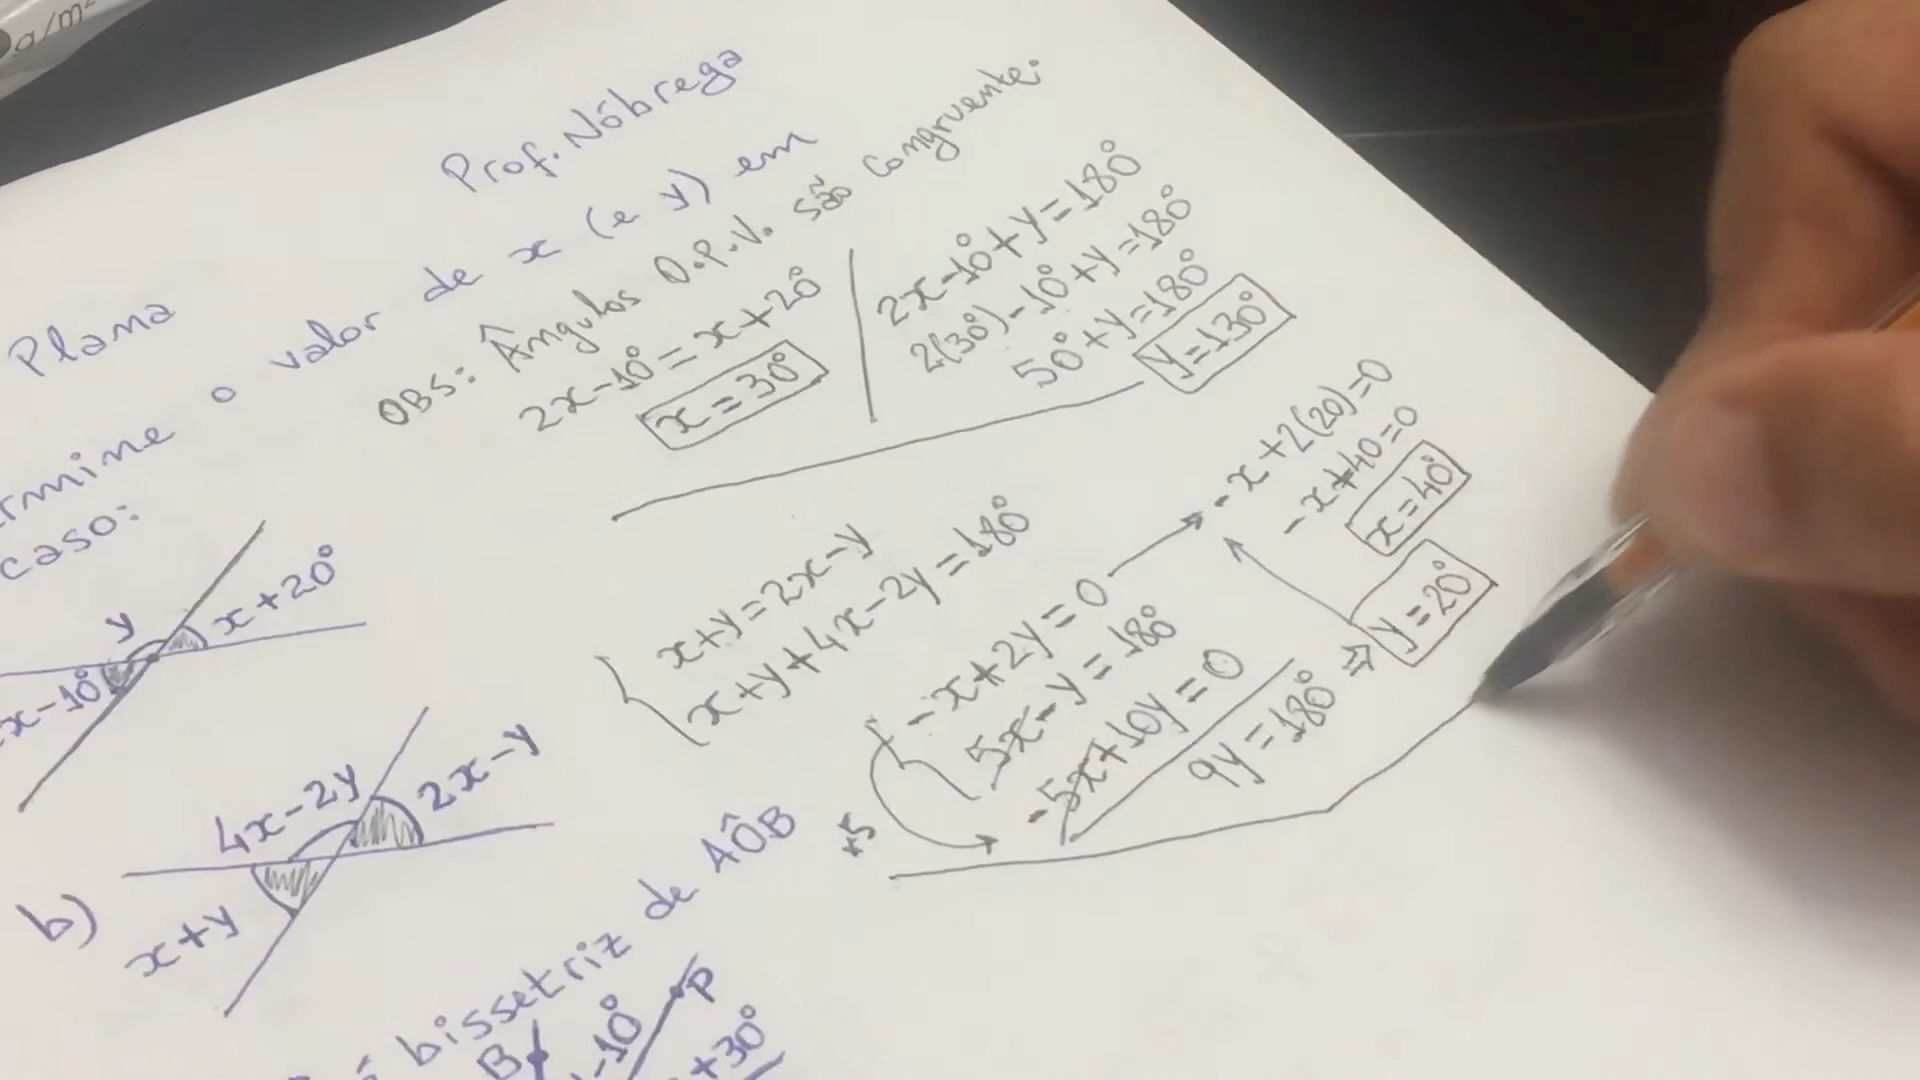 g/m²
Prof. Nóbrega
Plana
ermine o valor de x (e y) em
caso:
OBS: Ângulos O.P.V. são congruente.
2x-10°=x+20°
x=30°
2x-10°+y=180°
2(30°)-10°+y=180°
50°+y=180°
y=130°
y
x+20°
x-10°
x+y=2x-y
x+y+4x-2y=180°
-x+2y=0
5x-y=180°
-5x+10y=0
9y=180° ⇒ y=20°
-x+2(20)=0
-x+40=0
x=40°
b)
4x-2y
2x-y
x+y
bissetriz de AÔB
B
-10°
P
+30°